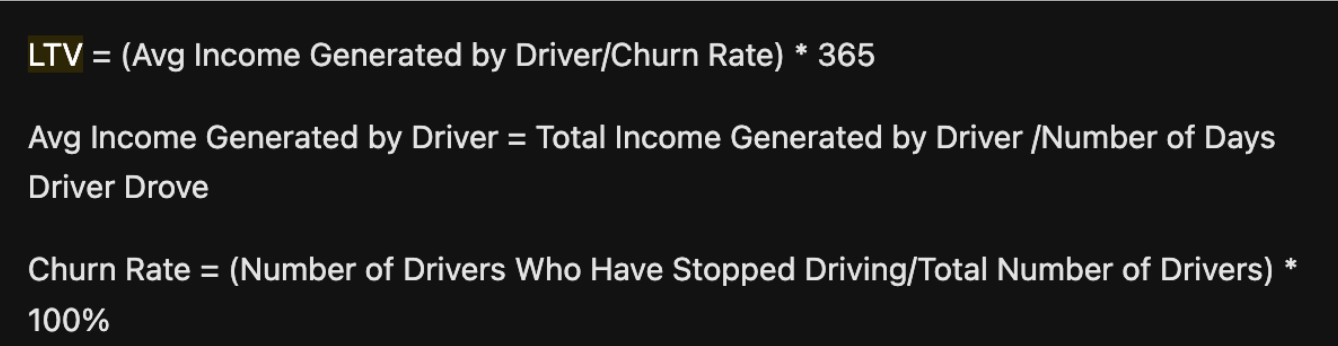 LTV = (Avg Income Generated by Driver/Churn Rate) * 365
Avg Income Generated by Driver = Total Income Generated by Driver /Number of Days
Driver Drove
Churn Rate = (Number of Drivers Who Have Stopped Driving/Total Number of Drivers) *
100%